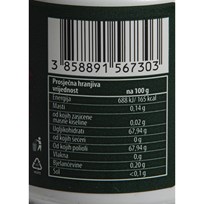 3 858891 567303
Prosječna hranjiva vrijednost na 100 g
Energija 688 kJ/ 165 kcal
Masti 0,14 g
od kojih zasićene masne kiseline 0,02 g
Ugljikohidrati 67,94 g
od kojih šećeri 0 g
Od kojih polioli 67,94 g
Vlakna 0 g
Bjelančevine 0,20 g
Sol <0,1 g